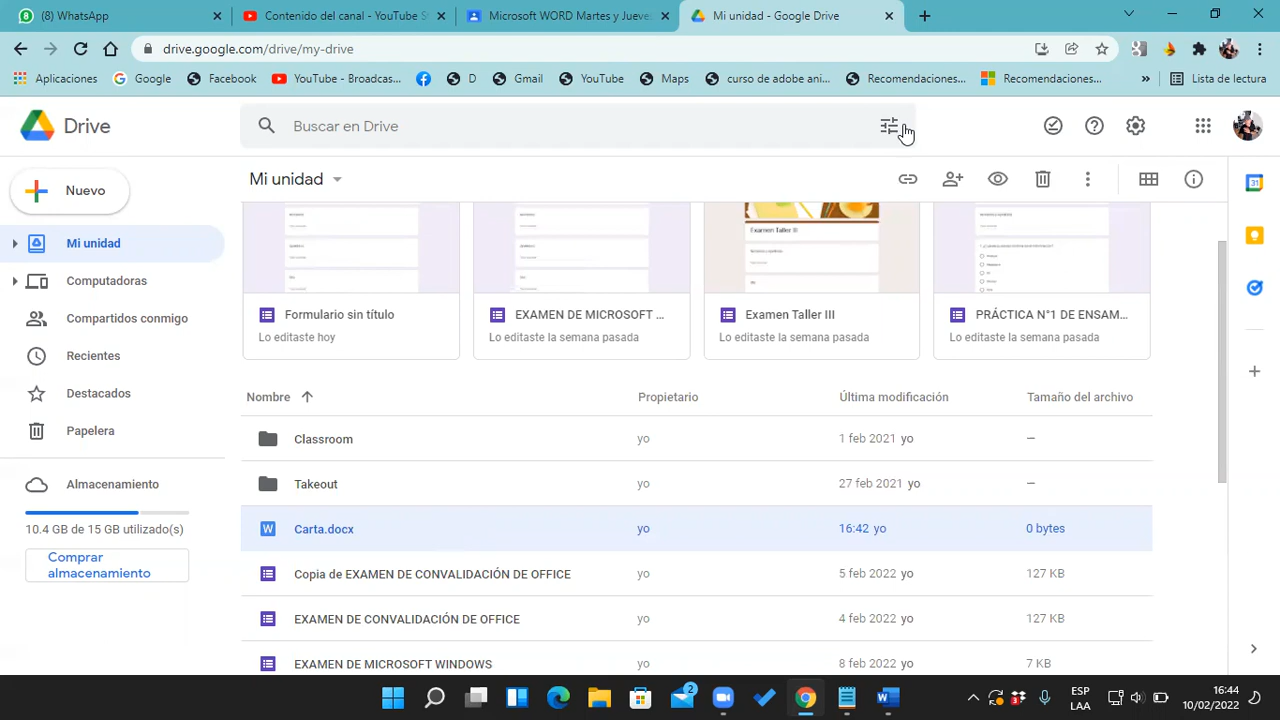 (8) WhatsApp
Contenido del canal - YouTube St
Microsoft WORD Martes y Jueves
Mi unidad - Google Drive
drive.google.com/drive/my-drive
Aplicaciones
Google
Facebook
YouTube - Broadcas...
D
Gmail
YouTube
Maps
curso de adobe ani...
Recomendaciones...
Recomendaciones...
»
Lista de lectura
Drive
Buscar en Drive
Nuevo
Mi unidad
Mi unidad
Computadoras
Compartidos conmigo
Recientes
Destacados
Papelera
Almacenamiento
10.4 GB de 15 GB utilizado(s)
Comprar
almacenamiento
Examen Taller III
Formulario sin título
Lo editaste hoy
EXAMEN DE MICROSOFT ...
Lo editaste la semana pasada
Examen Taller III
Lo editaste la semana pasada
PRÁCTICA N°1 DE ENSAM...
Lo editaste la semana pasada
Nombre
Propietario
Última modificación
Tamaño del archivo
Classroom yo 1 feb 2021 yo —
Takeout yo 27 feb 2021 yo —
Carta.docx yo 16:42 yo 0 bytes
Copia de EXAMEN DE CONVALIDACIÓN DE OFFICE yo 5 feb 2022 yo 127 KB
EXAMEN DE CONVALIDACIÓN DE OFFICE yo 4 feb 2022 yo 127 KB
EXAMEN DE MICROSOFT WINDOWS yo 8 feb 2022 yo 7 KB
31
2
ESP
LAA
16:44
10/02/2022